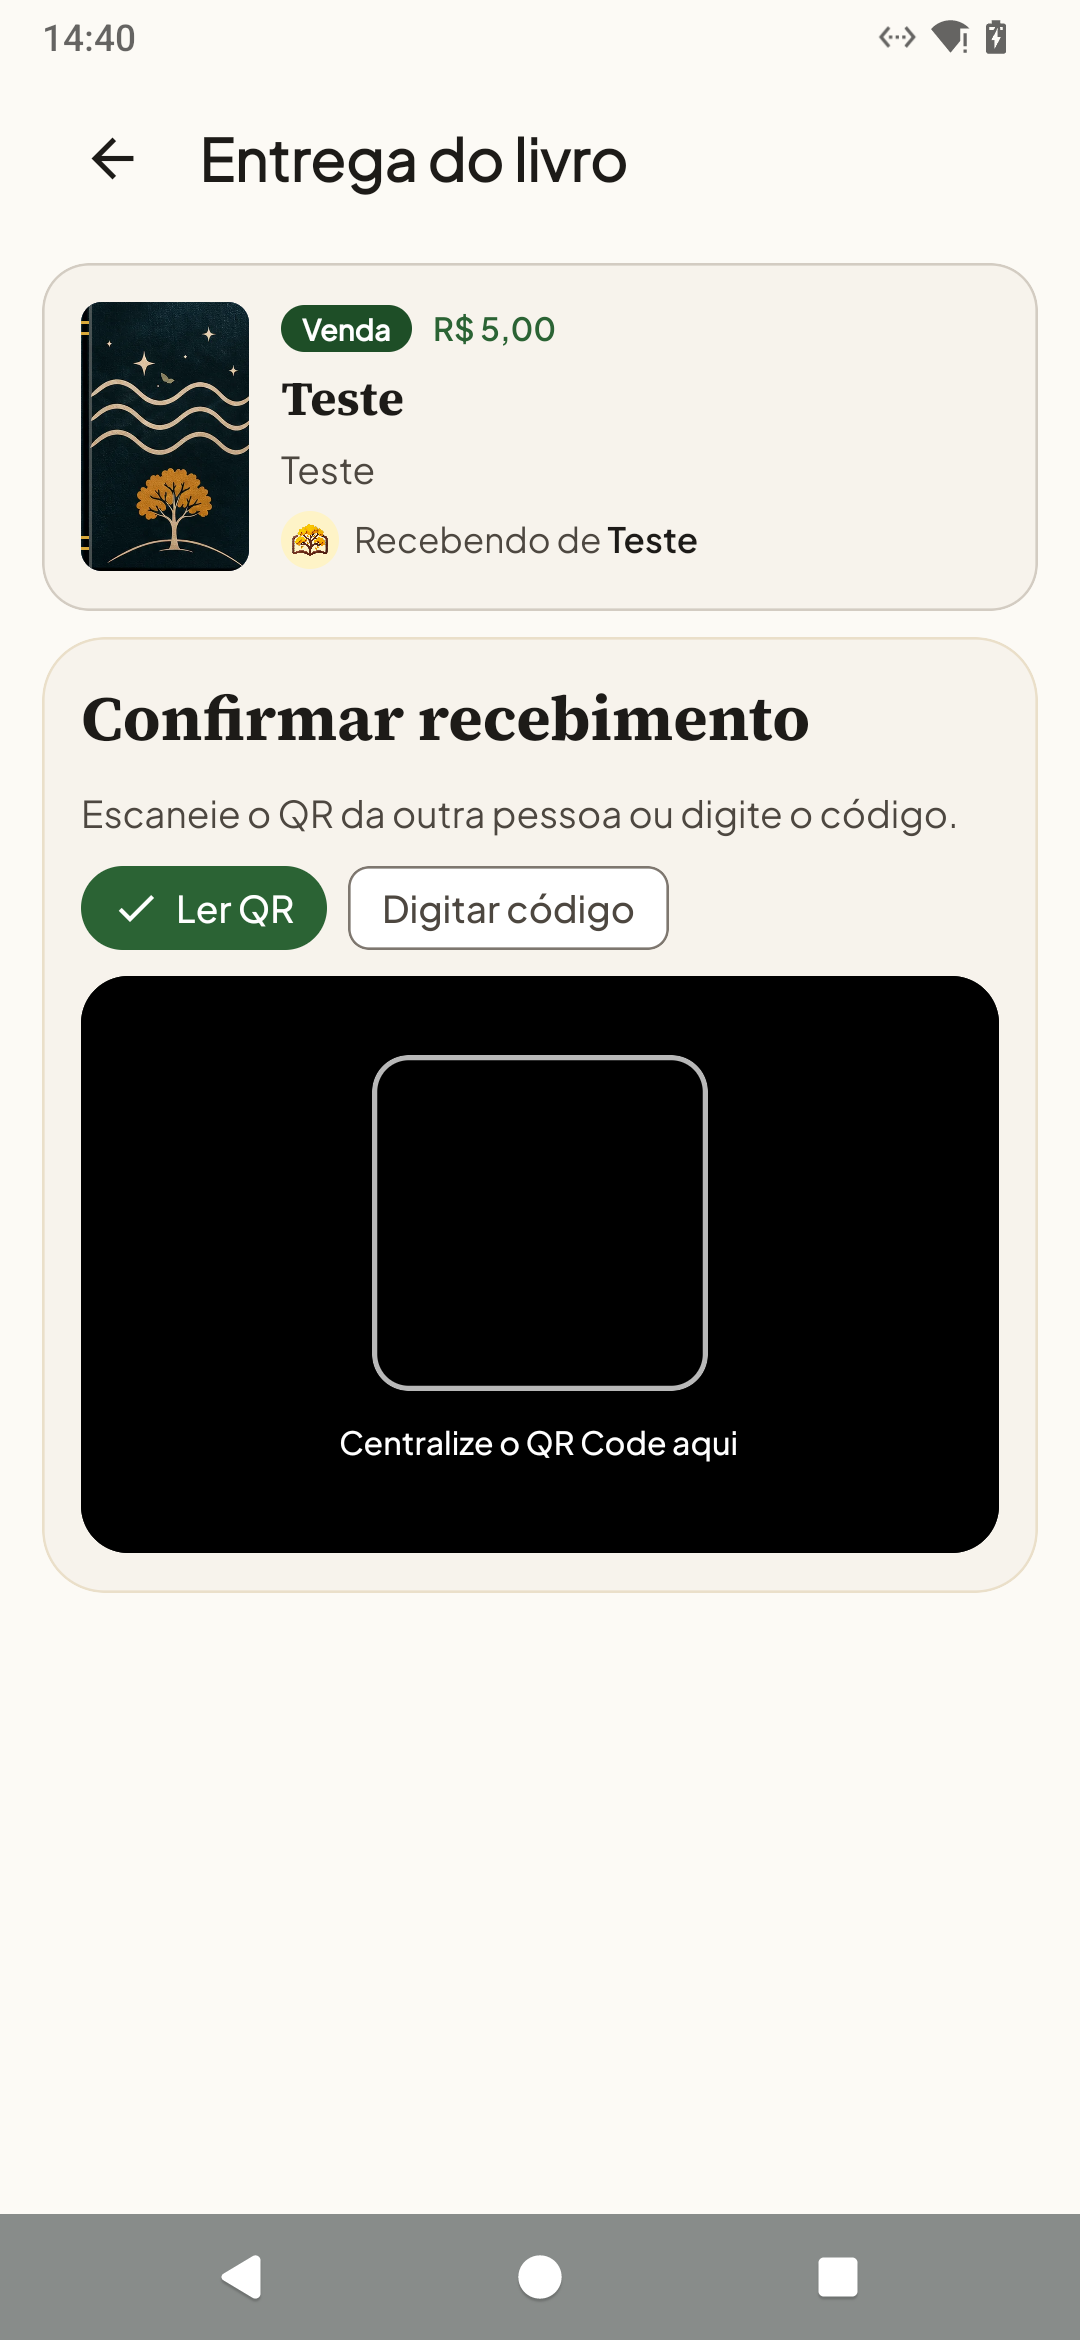 14:40
Entrega do livro
Venda R$ 5,00
Teste
Teste
Recebendo de Teste
Confirmar recebimento
Escaneie o QR da outra pessoa ou digite o código.
Ler QR Digitar código
Centralize o QR Code aqui